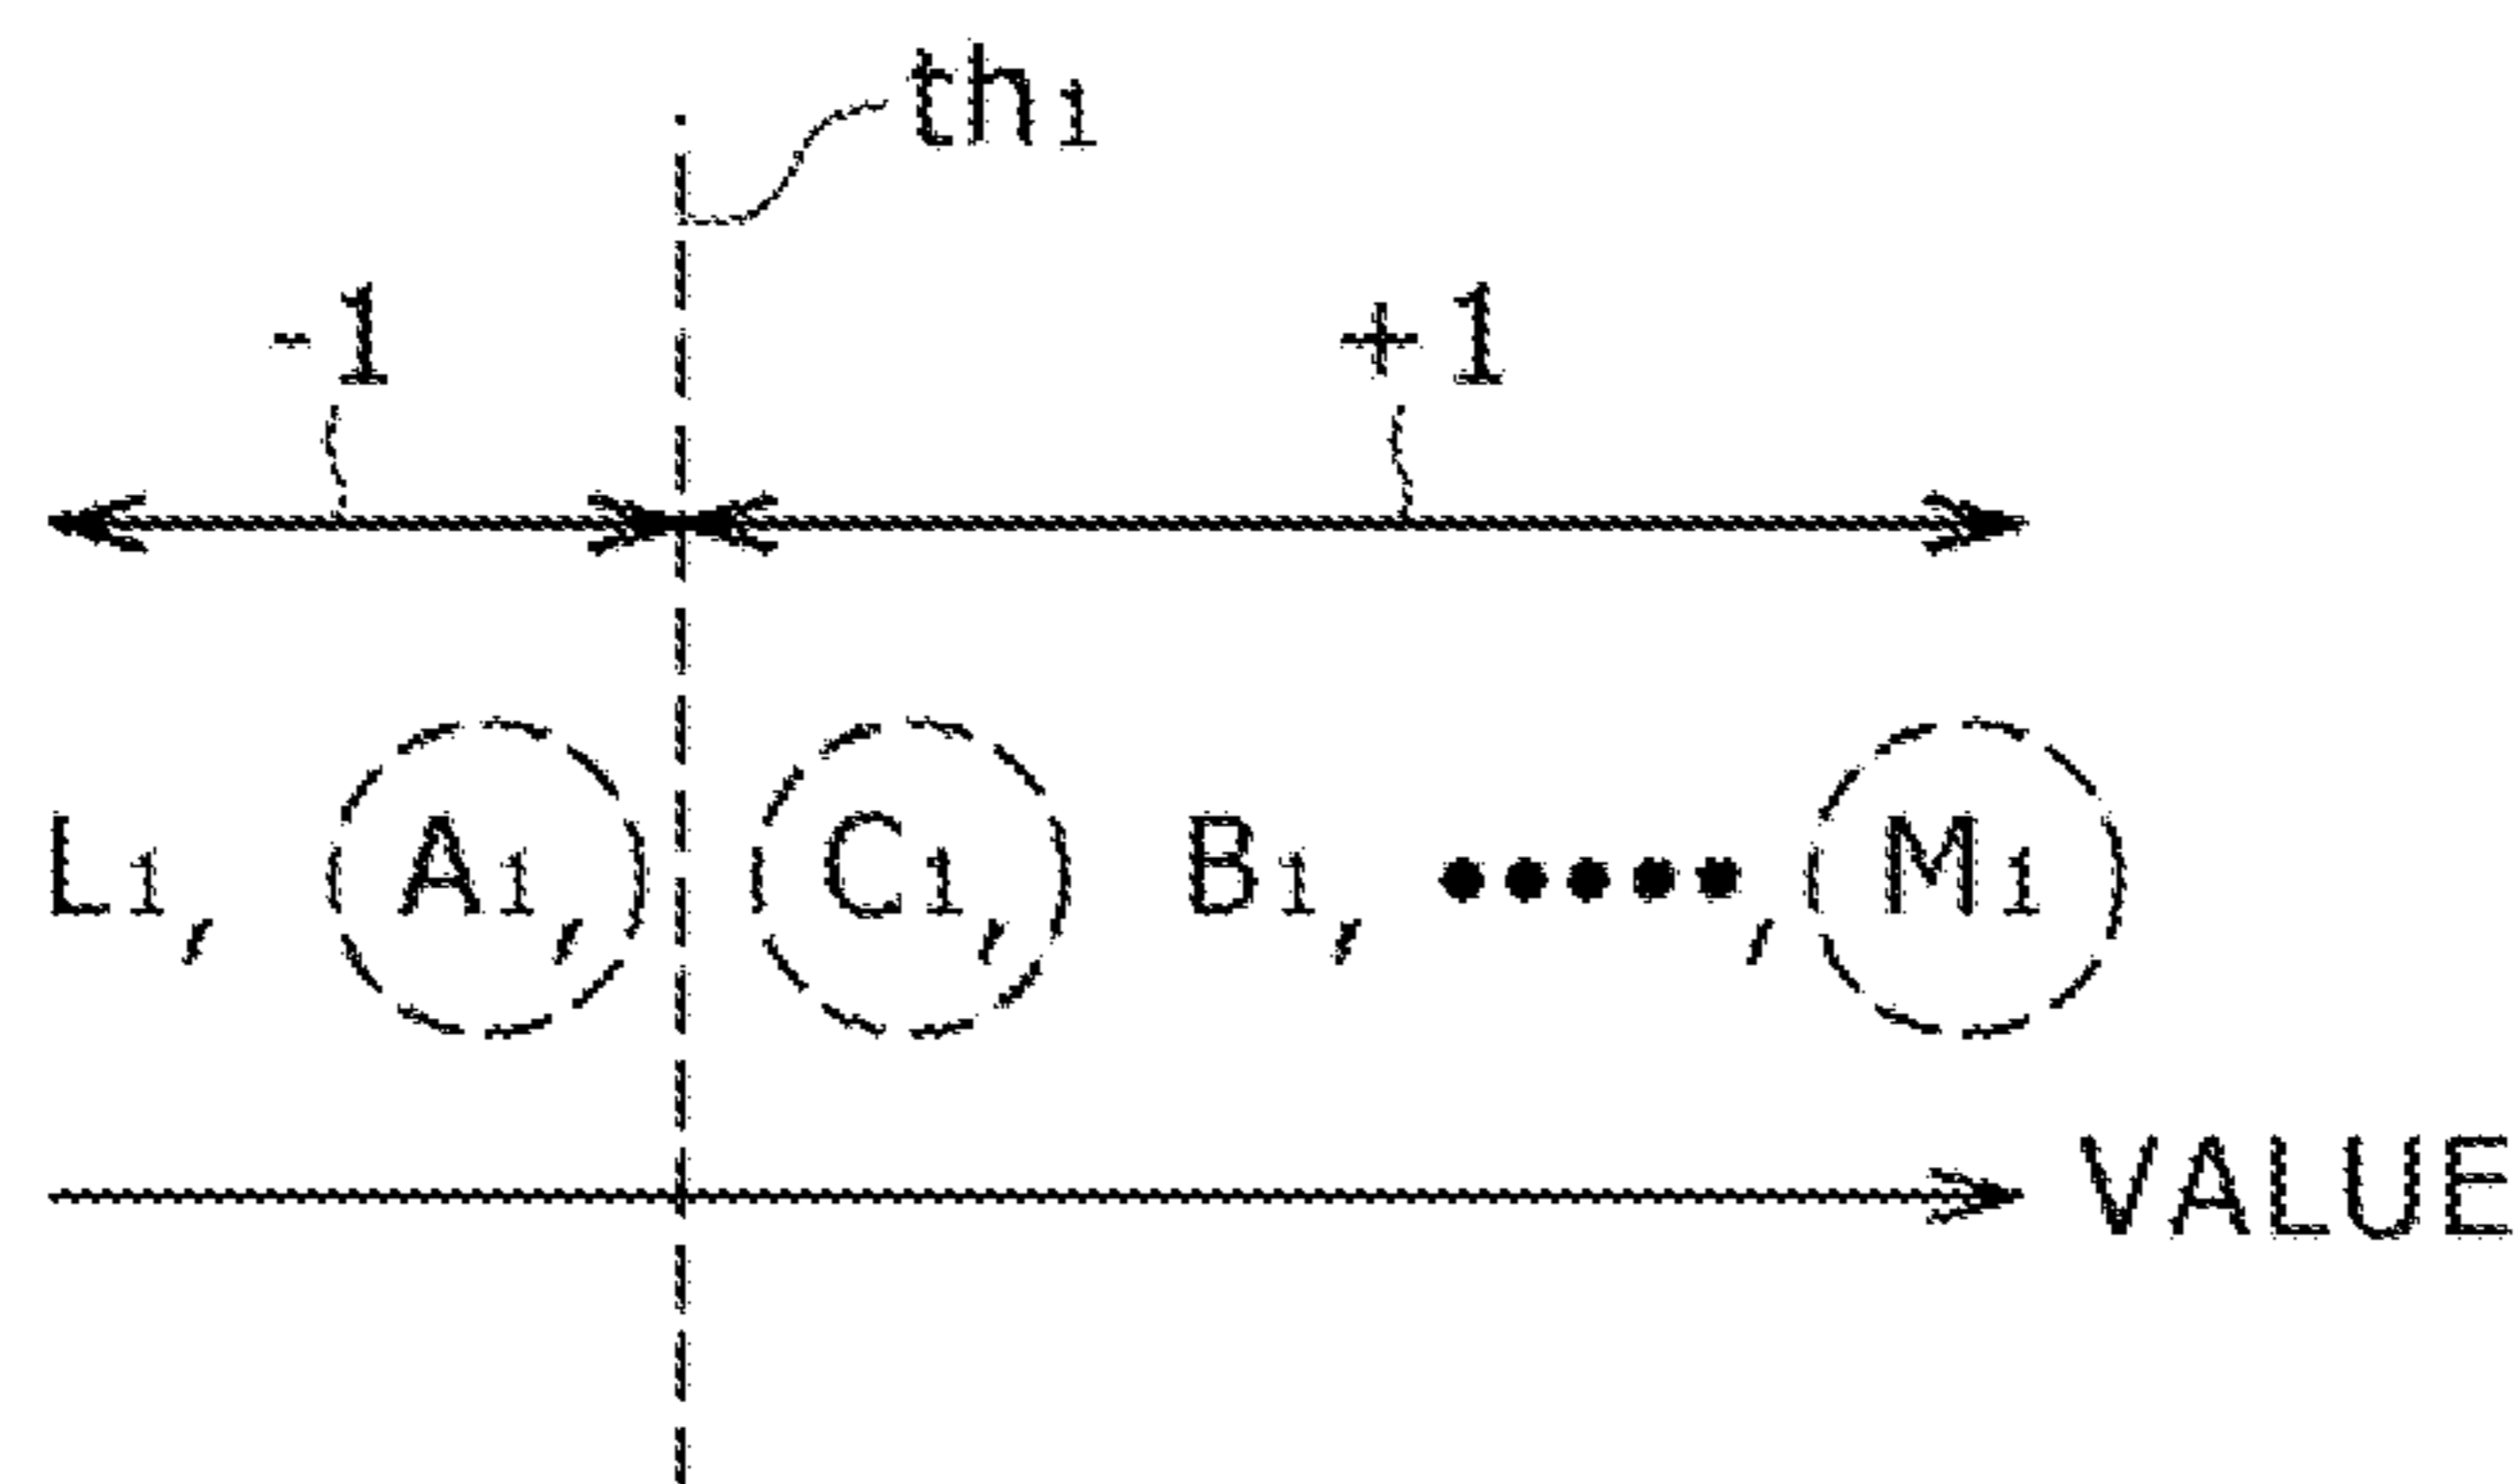 th1
-1 +1
L1, A1, C1, B1, •••••, M1
VALUE